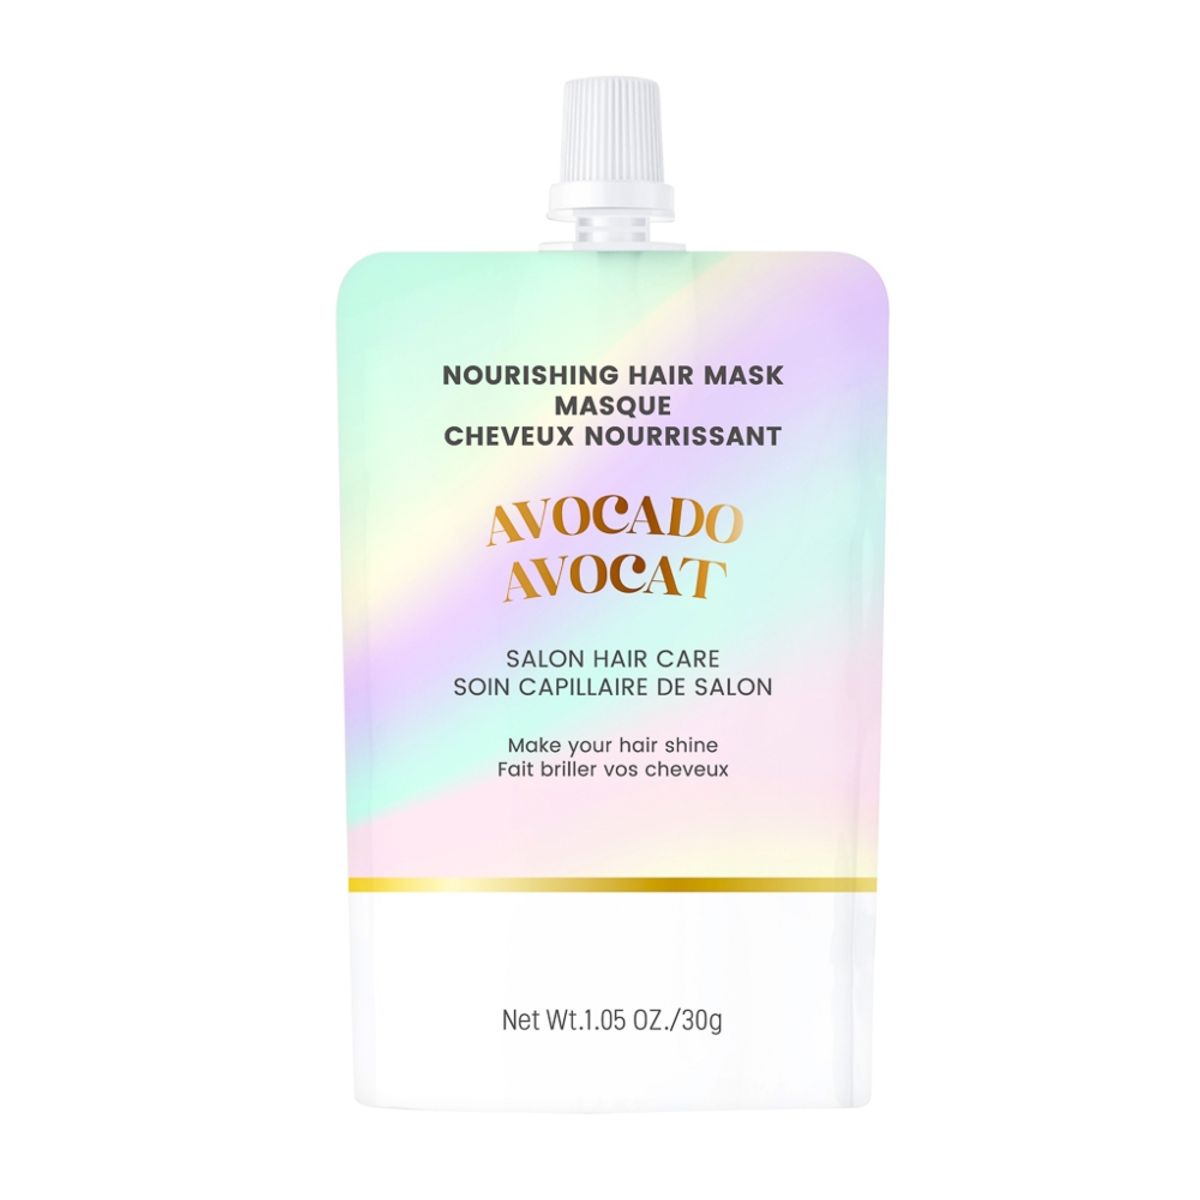 NOURISHING HAIR MASK
MASQUE
CHEVEUX NOURRISSANT
AVOCADO
AVOCAT
SALON HAIR CARE
SOIN CAPILLAIRE DE SALON
Make your hair shine
Fait briller vos cheveux
Net Wt.1.05 OZ./30g